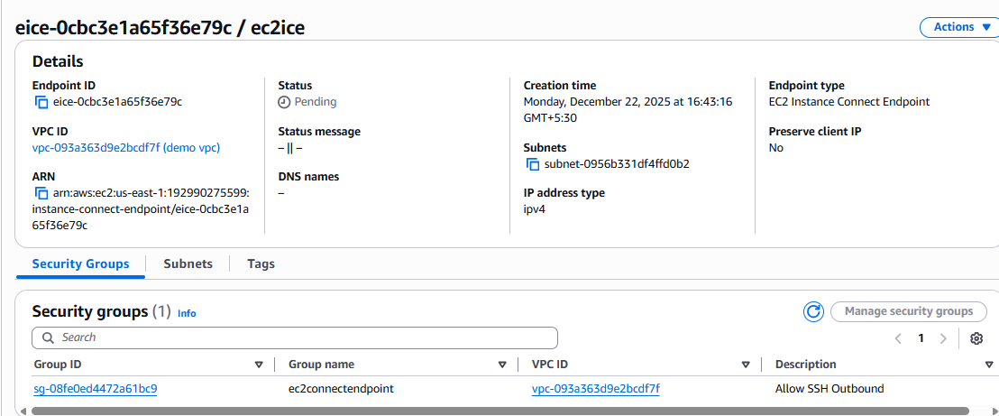 eice-0cbc3e1a65f36e79c / ec2ice
Actions
Details
Endpoint ID
eice-0cbc3e1a65f36e79c
Status
Pending
Creation time
Monday, December 22, 2025 at 16:43:16
GMT+5:30
Endpoint type
EC2 Instance Connect Endpoint
VPC ID
vpc-093a363d9e2bcdf7f (demo vpc)
Status message
– || –
Subnets
subnet-0956b331df4ffd0b2
Preserve client IP
No
ARN
arn:aws:ec2:us-east-1:192990275599:
instance-connect-endpoint/eice-0cbc3e1a
65f36e79c
DNS names
–
IP address type
ipv4
Security Groups
Subnets
Tags
Security groups (1) Info
Manage security groups
Search
1
Group ID Group name VPC ID Description
sg-08fe0ed4472a61bc9 ec2connectendpoint vpc-093a363d9e2bcdf7f Allow SSH Outbound